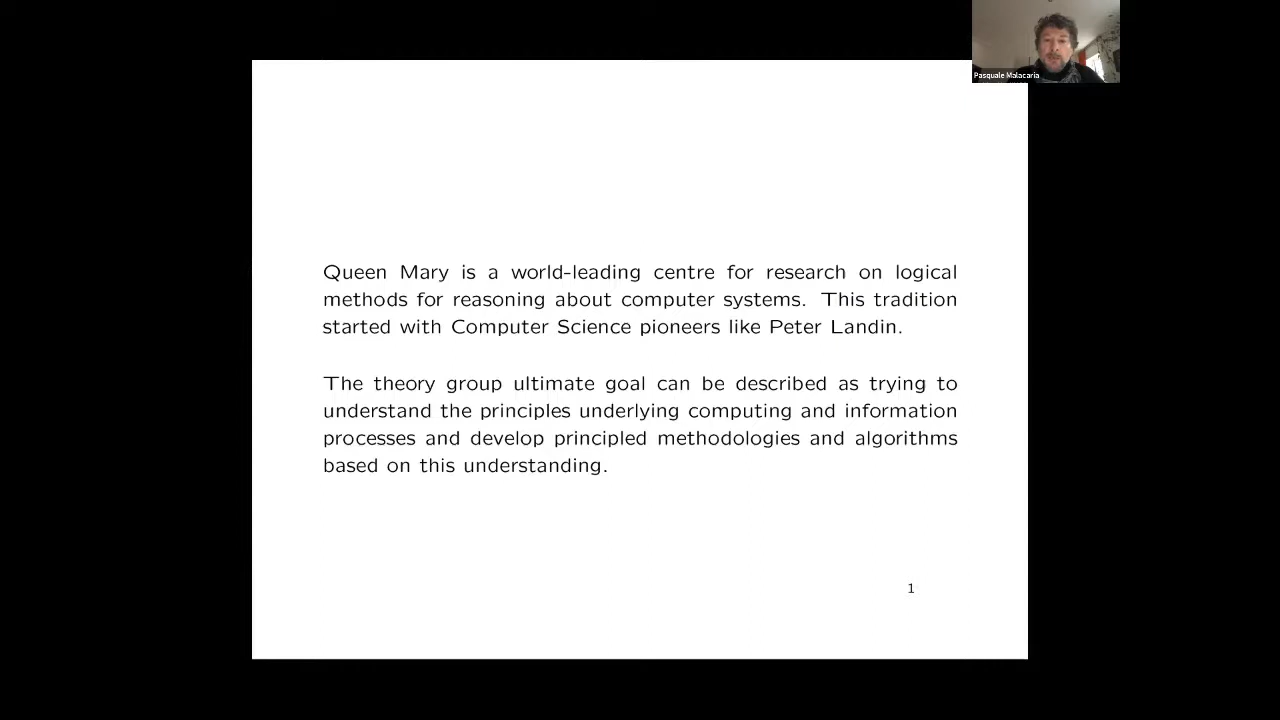 Pasquale Malacaria
Queen Mary is a world-leading centre for research on logical
methods for reasoning about computer systems. This tradition
started with Computer Science pioneers like Peter Landin.
The theory group ultimate goal can be described as trying to
understand the principles underlying computing and information
processes and develop principled methodologies and algorithms
based on this understanding.
1